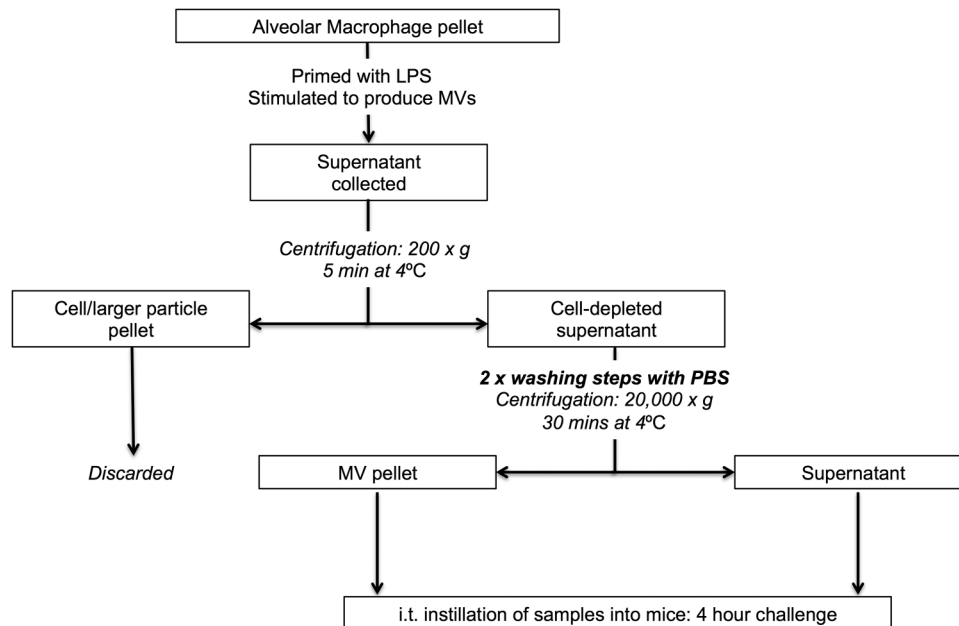 Alveolar Macrophage pellet
Primed with LPS
Stimulated to produce MVs
Supernatant
collected
Centrifugation: 200 x g
5 min at 4ºC
Cell/larger particle
pellet
Cell-depleted
supernatant
2 x washing steps with PBS
Centrifugation: 20,000 x g
30 mins at 4ºC
Discarded
MV pellet
Supernatant
i.t. instillation of samples into mice: 4 hour challenge